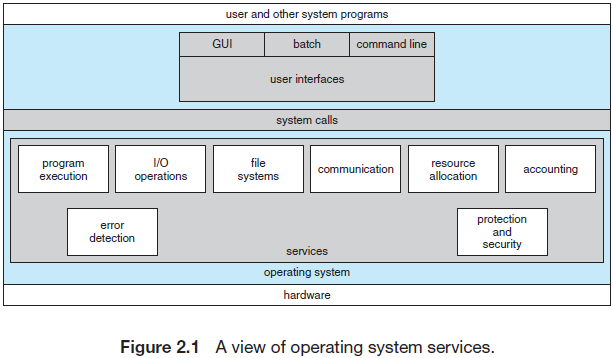 user and other system programs
GUI batch command line
user interfaces
system calls
program
execution
I/O
operations
file
systems
communication
resource
allocation
accounting
error
detection
protection
and
security
services
operating system
hardware
Figure 2.1 A view of operating system services.